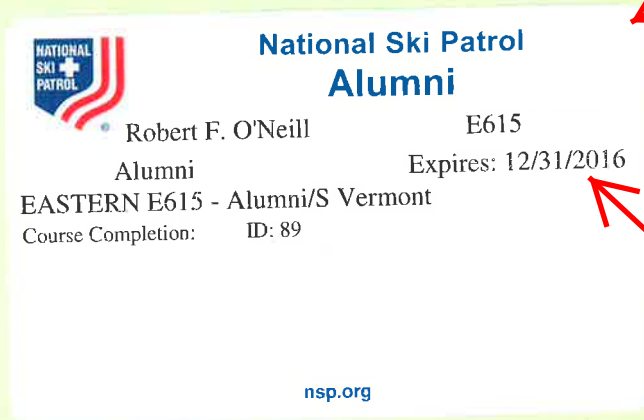 NATIONAL
SKI
PATROL
National Ski Patrol
Alumni
Robert F. O'Neill E615
Alumni Expires: 12/31/2016
EASTERN E615 - Alumni/S Vermont
Course Completion: ID: 89
nsp.org